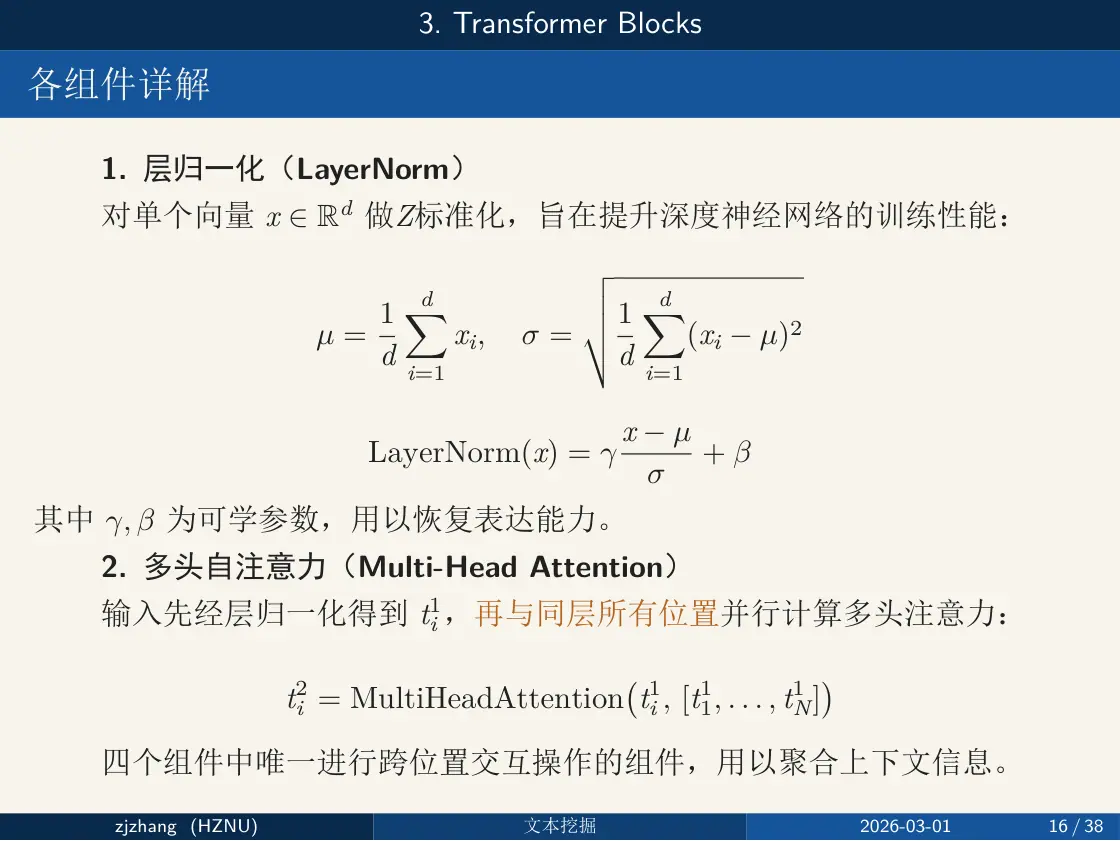 3. Transformer Blocks
各组件详解
1. 层归一化（LayerNorm）
对单个向量 x ∈ ℝ^d 做Z标准化，旨在提升深度神经网络的训练性能：
μ = \frac{1}{d} \sum_{i=1}^{d} x_i, σ = \sqrt{\frac{1}{d} \sum_{i=1}^{d} (x_i − μ)^2}
LayerNorm(x) = γ \frac{x − μ}{σ} + β
其中 γ, β 为可学参数，用以恢复表达能力。
2. 多头自注意力（Multi-Head Attention）
输入先经层归一化得到 t_i^1，再与同层所有位置并行计算多头注意力：
t_i^2 = MultiHeadAttention(t_i^1, [t_1^1, . . . , t_N^1])
四个组件中唯一进行跨位置交互操作的组件，用以聚合上下文信息。
zjzhang (HZNU) 文本挖掘 2026-03-01 16 / 38